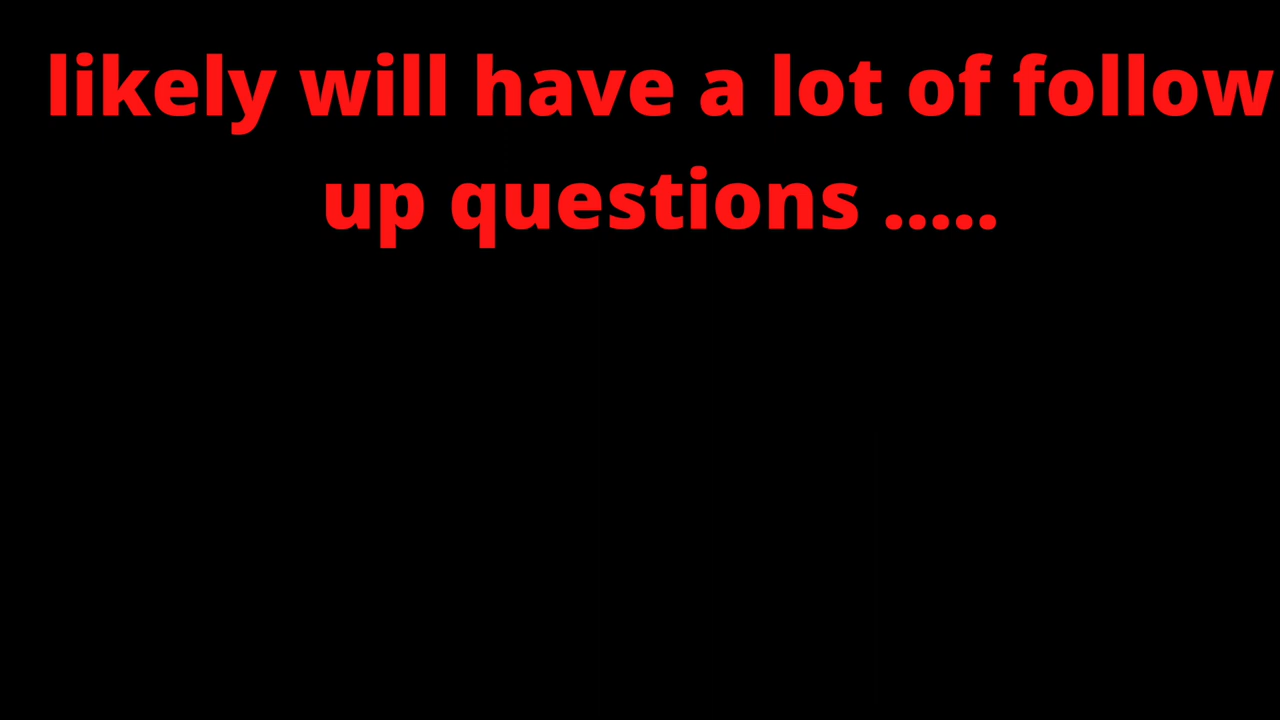 likely will have a lot of follow
up questions .....